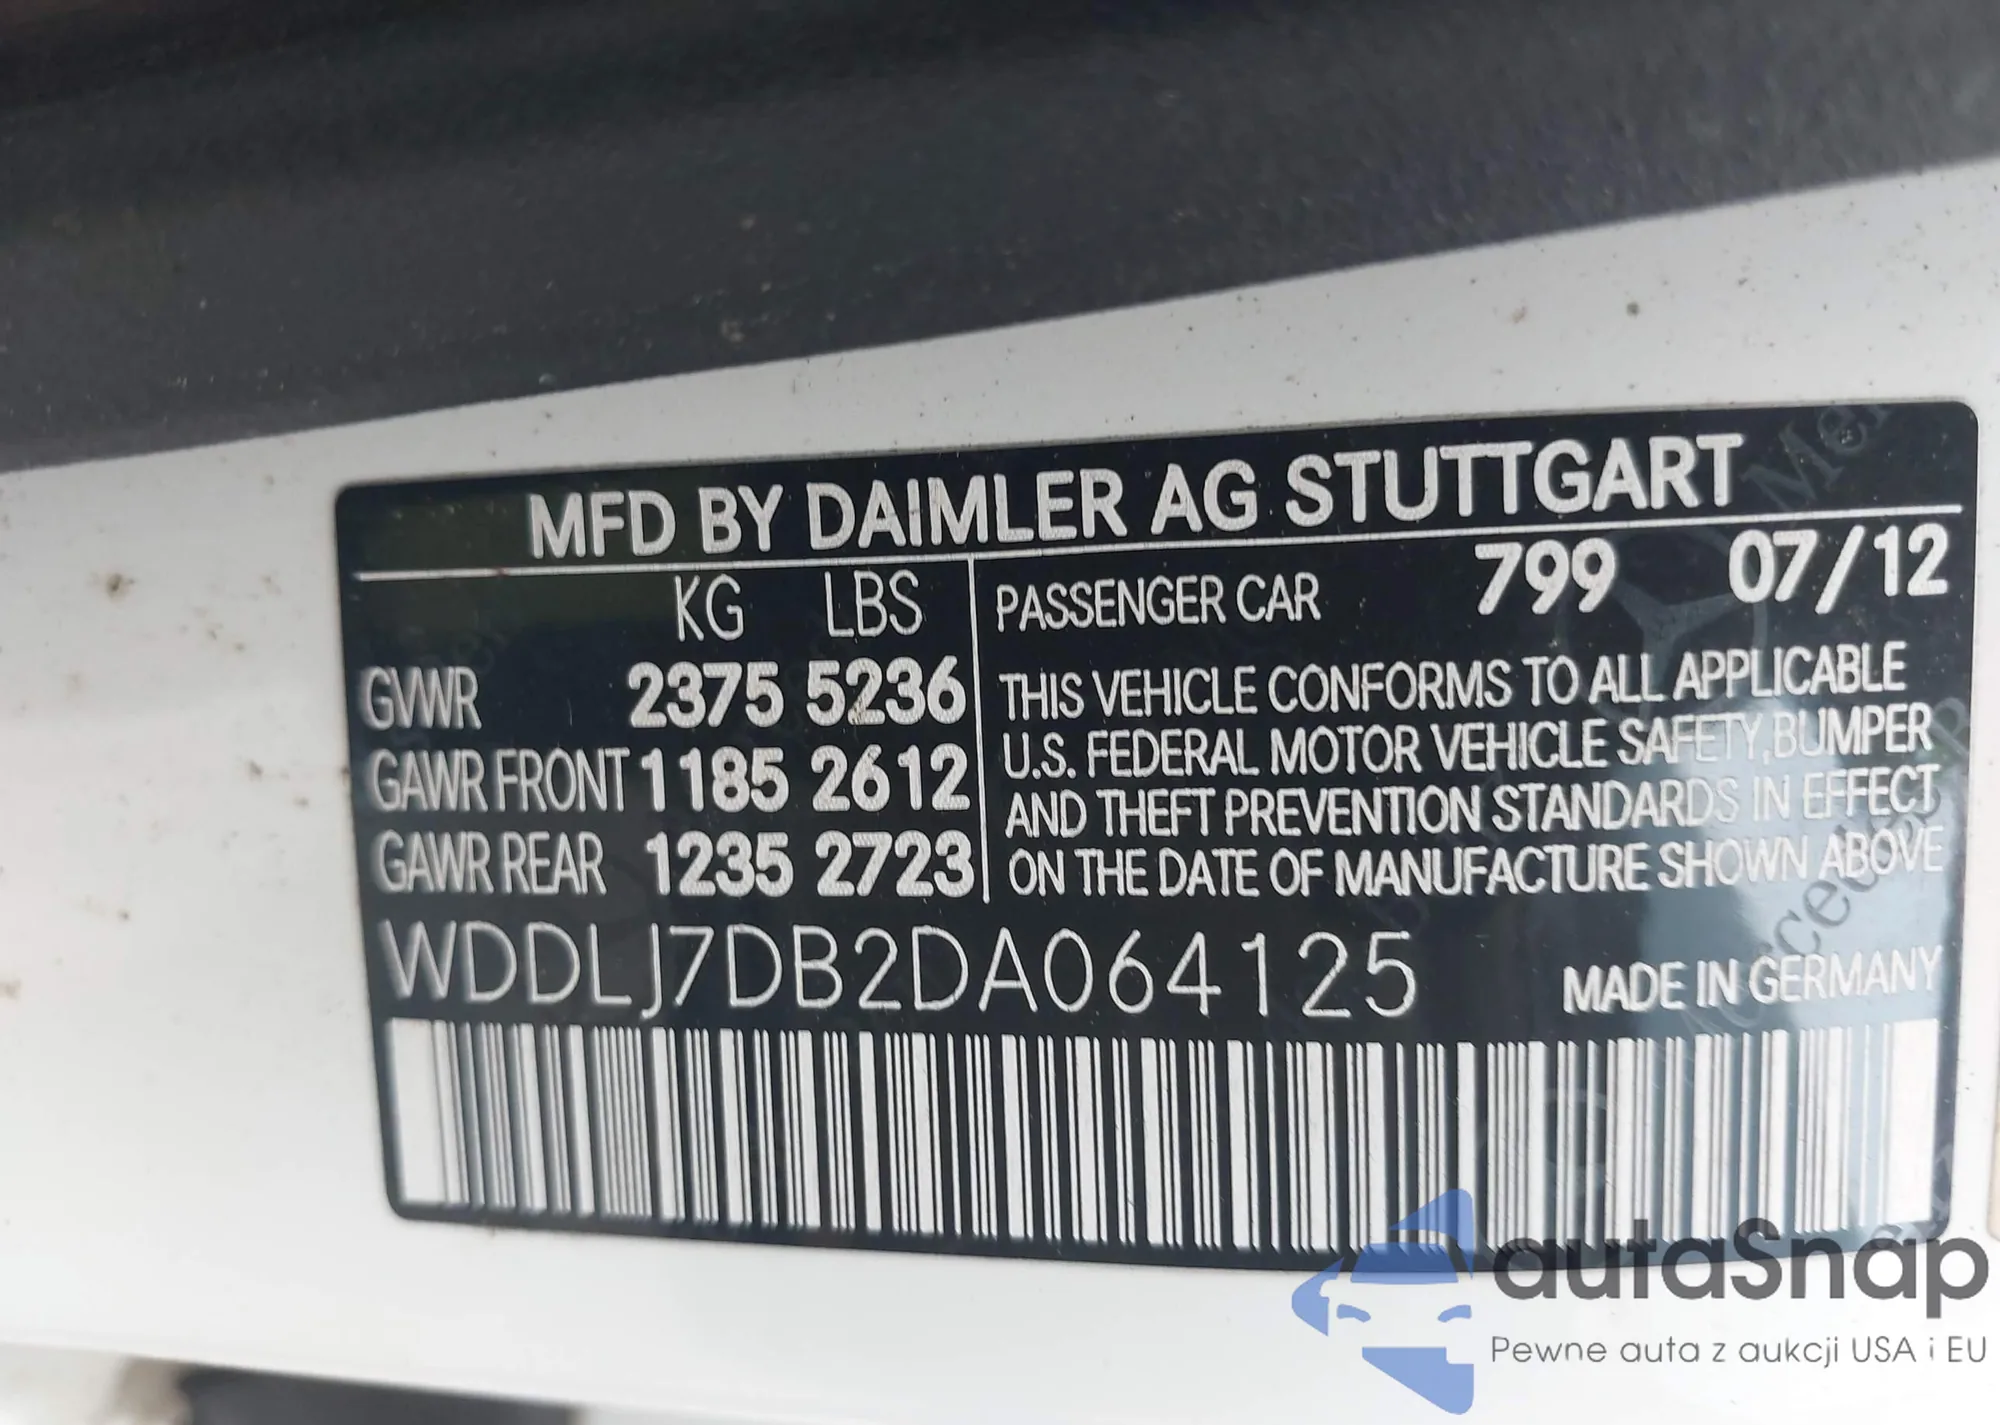 MFD BY DAIMLER AG STUTTGART
KG LBS
GVWR 2375 5236
GAWR FRONT 1185 2612
GAWR REAR 1235 2723
PASSENGER CAR 799 07/12
THIS VEHICLE CONFORMS TO ALL APPLICABLE
U.S. FEDERAL MOTOR VEHICLE SAFETY, BUMPER
AND THEFT PREVENTION STANDARDS IN EFFECT
ON THE DATE OF MANUFACTURE SHOWN ABOVE
WDDLJ7DB2DA064125
MADE IN GERMANY
autaSnap
Pewne auta z aukcji USA i EU